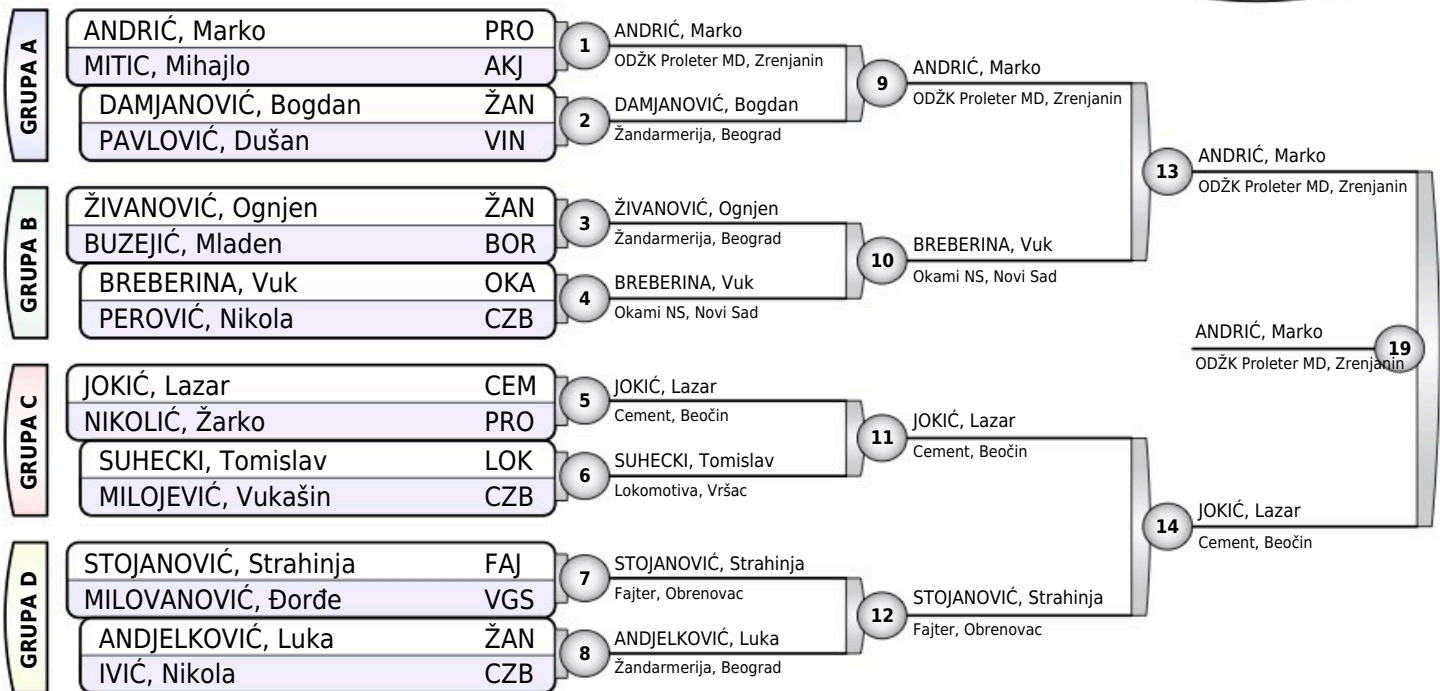 GRUPA A
ANDRIĆ, Marko PRO
MITIC, Mihajlo AKJ
DAMJANOVIĆ, Bogdan ŽAN
PAVLOVIĆ, Dušan VIN
GRUPA B
ŽIVANOVIĆ, Ognjen ŽAN
BUZEJIĆ, Mladen BOR
BREBERINA, Vuk OKA
PEROVIĆ, Nikola CZB
GRUPA C
JOKIĆ, Lazar CEM
NIKOLIĆ, Žarko PRO
SUHECKI, Tomislav LOK
MILOJEVIĆ, Vukašin CZB
GRUPA D
STOJANOVIĆ, Strahinja FAJ
MILOVANOVIĆ, Đorđe VGS
ANDJELKOVIĆ, Luka ŽAN
IVIĆ, Nikola CZB
1
ANDRIĆ, Marko
ODŽK Proleter MD, Zrenjanin
2
DAMJANOVIĆ, Bogdan
Žandarmerija, Beograd
3
ŽIVANOVIĆ, Ognjen
Žandarmerija, Beograd
4
BREBERINA, Vuk
Okami NS, Novi Sad
5
JOKIĆ, Lazar
Cement, Beočin
6
SUHECKI, Tomislav
Lokomotiva, Vršac
7
STOJANOVIĆ, Strahinja
Fajter, Obrenovac
8
ANDJELKOVIĆ, Luka
Žandarmerija, Beograd
9
ANDRIĆ, Marko
ODŽK Proleter MD, Zrenjanin
10
BREBERINA, Vuk
Okami NS, Novi Sad
11
JOKIĆ, Lazar
Cement, Beočin
12
STOJANOVIĆ, Strahinja
Fajter, Obrenovac
13
ANDRIĆ, Marko
ODŽK Proleter MD, Zrenjanin
14
JOKIĆ, Lazar
Cement, Beočin
ANDRIĆ, Marko
ODŽK Proleter MD, Zrenjanin
19